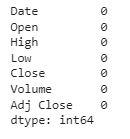 Date 0
Open 0
High 0
Low 0
Close 0
Volume 0
Adj Close 0
dtype: int64